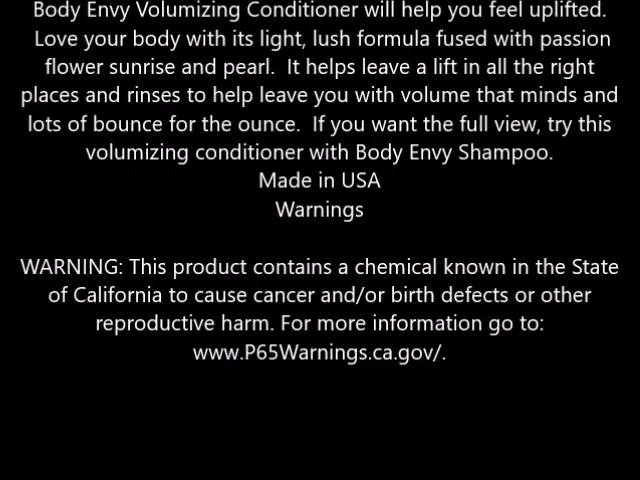 Body Envy Volumizing Conditioner will help you feel uplifted.
Love your body with its light, lush formula fused with passion
flower sunrise and pearl.  It helps leave a lift in all the right
places and rinses to help leave you with volume that minds and
lots of bounce for the ounce.  If you want the full view, try this
volumizing conditioner with Body Envy Shampoo.
Made in USA
Warnings
WARNING: This product contains a chemical known in the State
of California to cause cancer and/or birth defects or other
reproductive harm. For more information go to:
www.P65Warnings.ca.gov/.